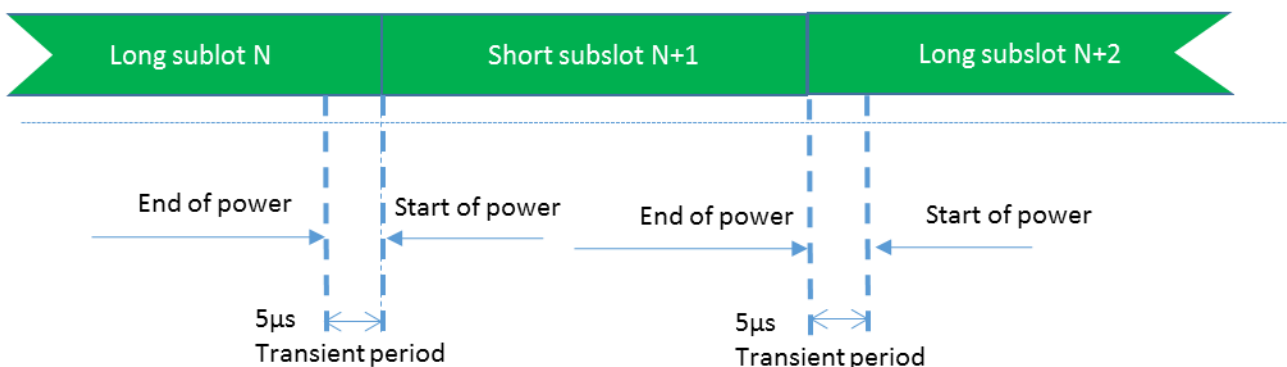 Long sublot N
Short subslot N+1
Long subslot N+2
End of power
Start of power
End of power
Start of power
5µs
Transient period
5µs
Transient period